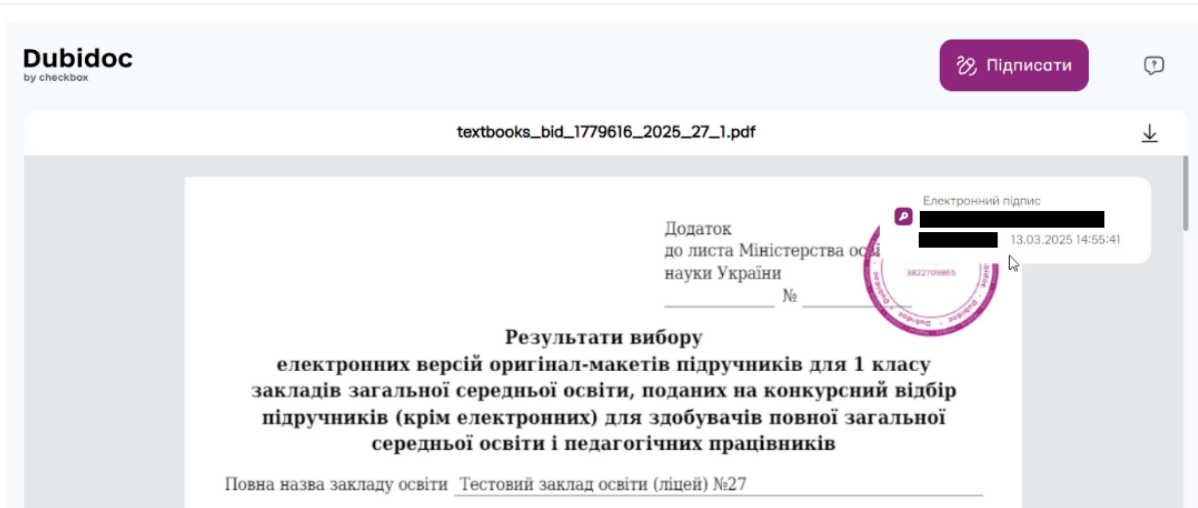 Dubidoc
by checkbox
Підписати
textbooks_bid_1779616_2025_27_1.pdf
Електронний підпис
13.03.2025 14:55:41
Додаток
до листа Міністерства
науки України
№
3822709865
Dubidoc · Dubidoc
Результати вибору
електронних версій оригінал-макетів підручників для 1 класу
закладів загальної середньої освіти, поданих на конкурсний відбір
підручників (крім електронних) для здобувачів повної загальної
середньої освіти і педагогічних працівників
Повна назва закладу освіти Тестовий заклад освіти (ліцей) №27